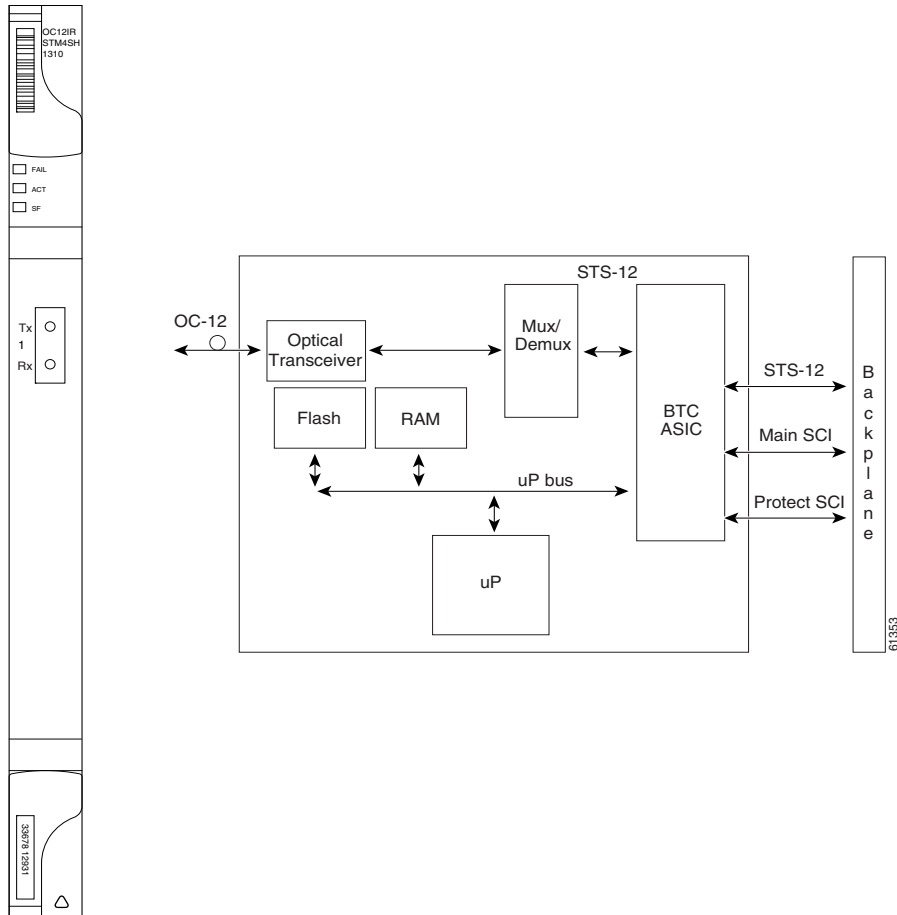 OC12IR
STM4SH
1310
FAIL
ACT
SF
Tx
1
Rx
33678 12931
OC-12
Optical
Transceiver
STS-12
Mux/
Demux
Flash
RAM
uP bus
uP
BTC
ASIC
STS-12
Main SCI
Protect SCI
Backplane
61353